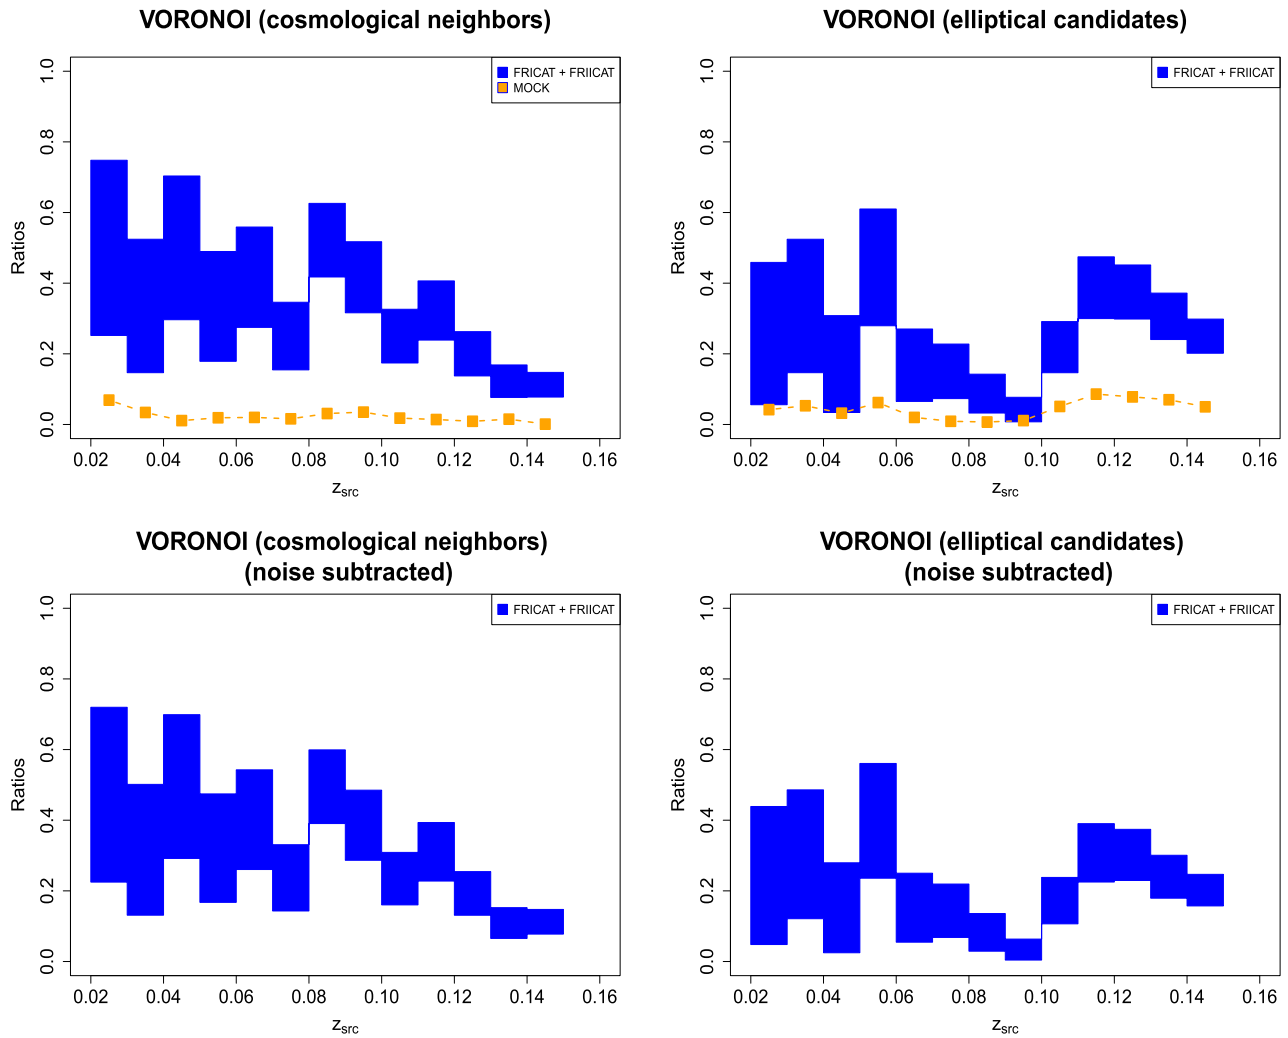 VORONOI (cosmological neighbors)
FRICAT + FRIICAT
MOCK
1.0
0.8
0.6
0.4
0.2
0.0
Ratios
0.02 0.04 0.06 0.08 0.10 0.12 0.14 0.16
zsrc
VORONOI (elliptical candidates)
FRICAT + FRIICAT
1.0
0.8
0.6
0.4
0.2
0.0
Ratios
0.02 0.04 0.06 0.08 0.10 0.12 0.14 0.16
zsrc
VORONOI (cosmological neighbors)
(noise subtracted)
FRICAT + FRIICAT
1.0
0.8
0.6
0.4
0.2
0.0
Ratios
0.02 0.04 0.06 0.08 0.10 0.12 0.14 0.16
zsrc
VORONOI (elliptical candidates)
(noise subtracted)
FRICAT + FRIICAT
1.0
0.8
0.6
0.4
0.2
0.0
Ratios
0.02 0.04 0.06 0.08 0.10 0.12 0.14 0.16
zsrc